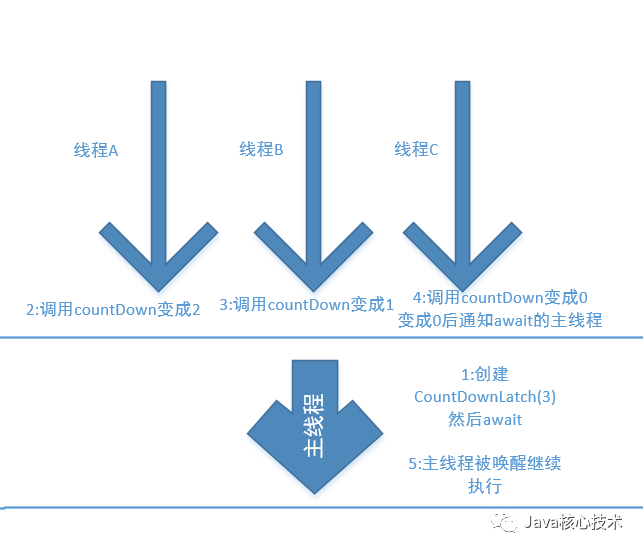 线程A
线程B
线程C
2:调用countDown变成2
3:调用countDown变成1
4:调用countDown变成0
变成0后通知await的主线程
主线程
1:创建
CountDownLatch(3)
然后await
5:主线程被唤醒继续
执行
Java核心技术